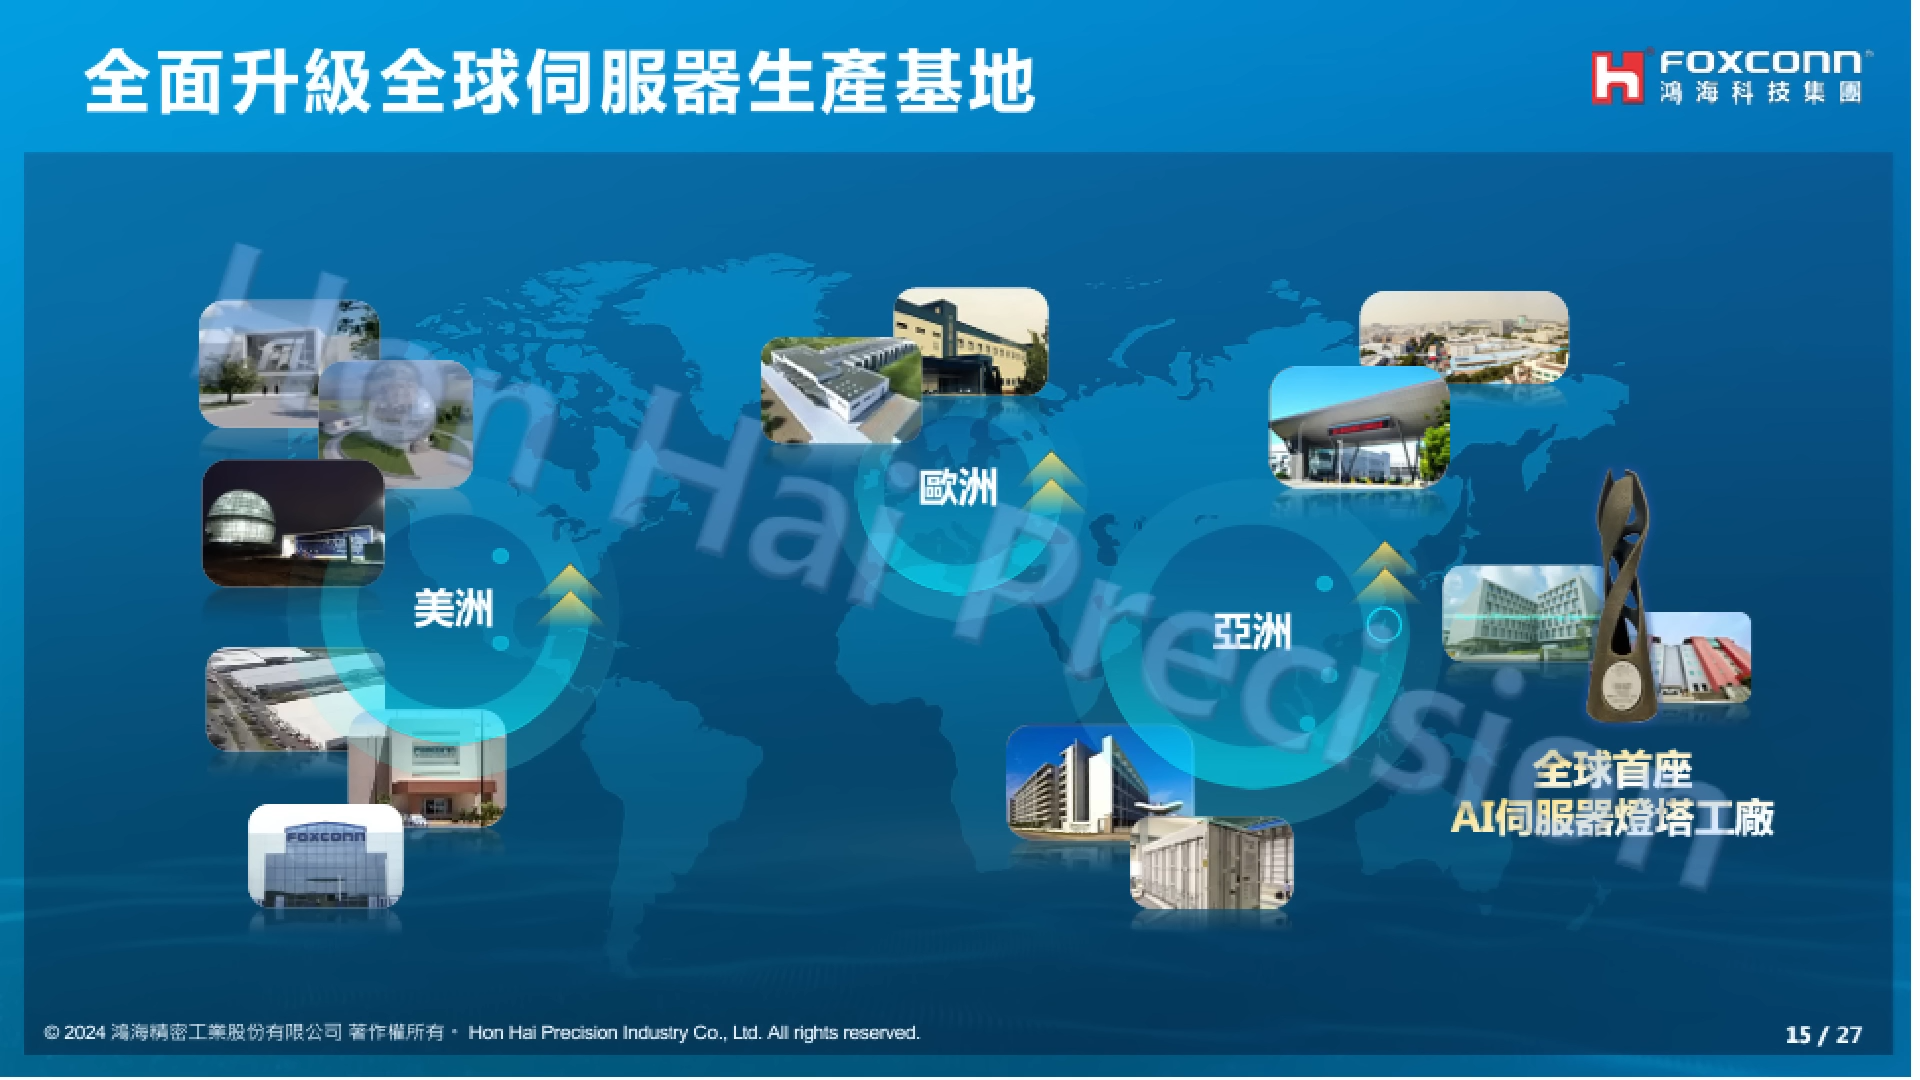 全面升級全球伺服器生產基地
FOXCONN
鴻海科技集團
Hon Hai Precision
歐洲
美洲
亞洲
FOXCONN
FOXCONN
全球首座
AI伺服器燈塔工廠
© 2024 鴻海精密工業股份有限公司 著作權所有。 Hon Hai Precision Industry Co., Ltd. All rights reserved.
15 / 27